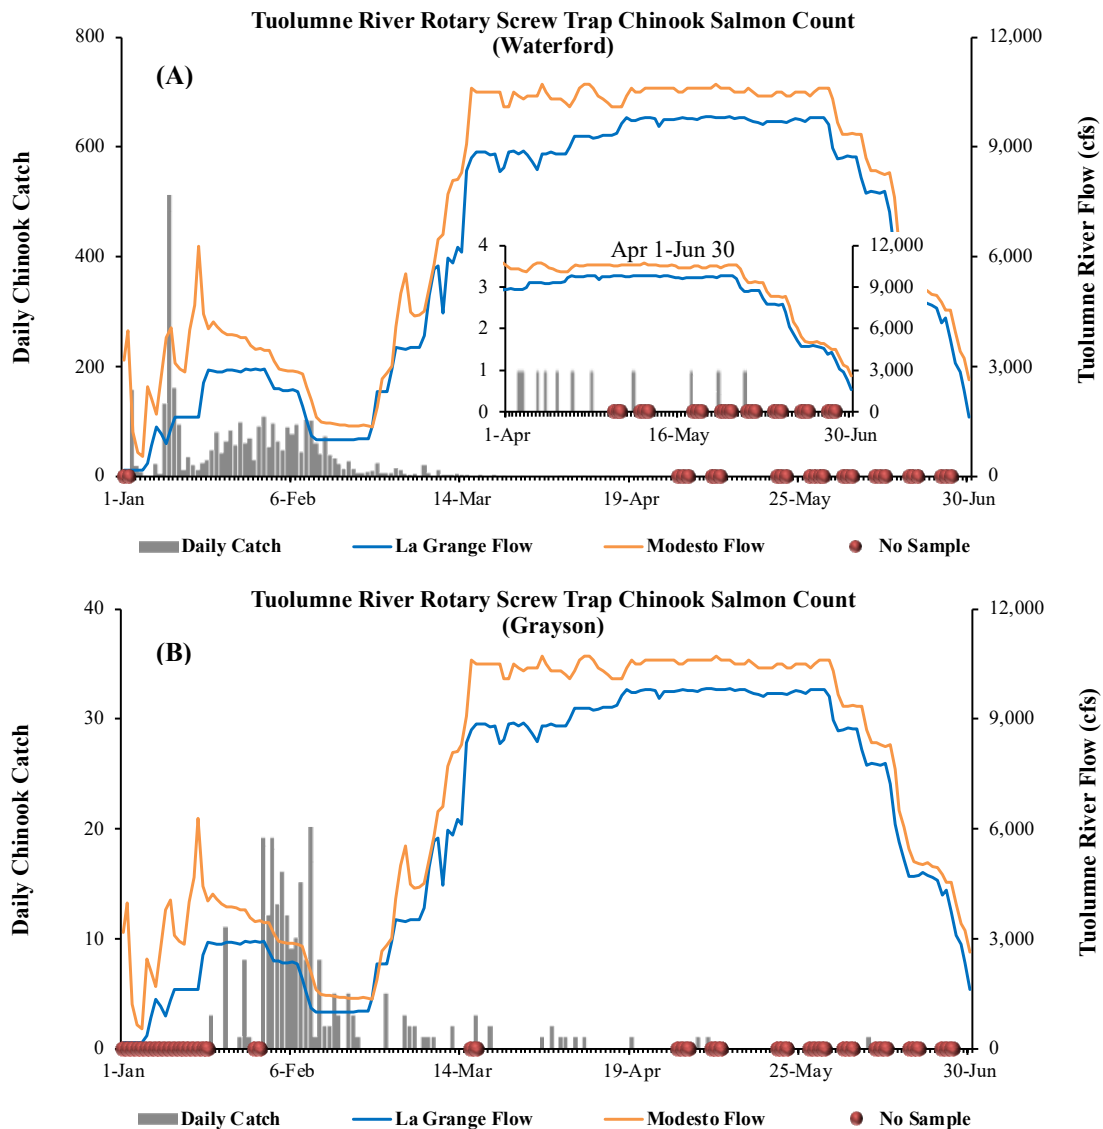 Tuolumne River Rotary Screw Trap Chinook Salmon Count
(Waterford)
(A)
Daily Chinook Catch
800
600
400
200
0
12,000
9,000
6,000
3,000
0
Tuolumne River Flow (cfs)
Apr 1-Jun 30
4
3
2
1
0
12,000
9,000
6,000
3,000
0
1-Apr 16-May 30-Jun
1-Jan 6-Feb 14-Mar 19-Apr 25-May 30-Jun
Daily Catch La Grange Flow Modesto Flow No Sample
Tuolumne River Rotary Screw Trap Chinook Salmon Count
(Grayson)
(B)
Daily Chinook Catch
40
30
20
10
0
12,000
9,000
6,000
3,000
0
Tuolumne River Flow (cfs)
1-Jan 6-Feb 14-Mar 19-Apr 25-May 30-Jun
Daily Catch La Grange Flow Modesto Flow No Sample